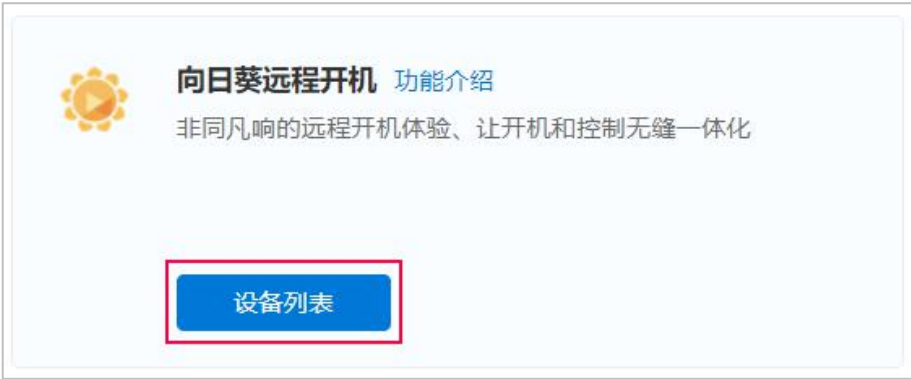 向日葵远程开机 功能介绍
非同凡响的远程开机体验、让开机和控制无缝一体化
设备列表